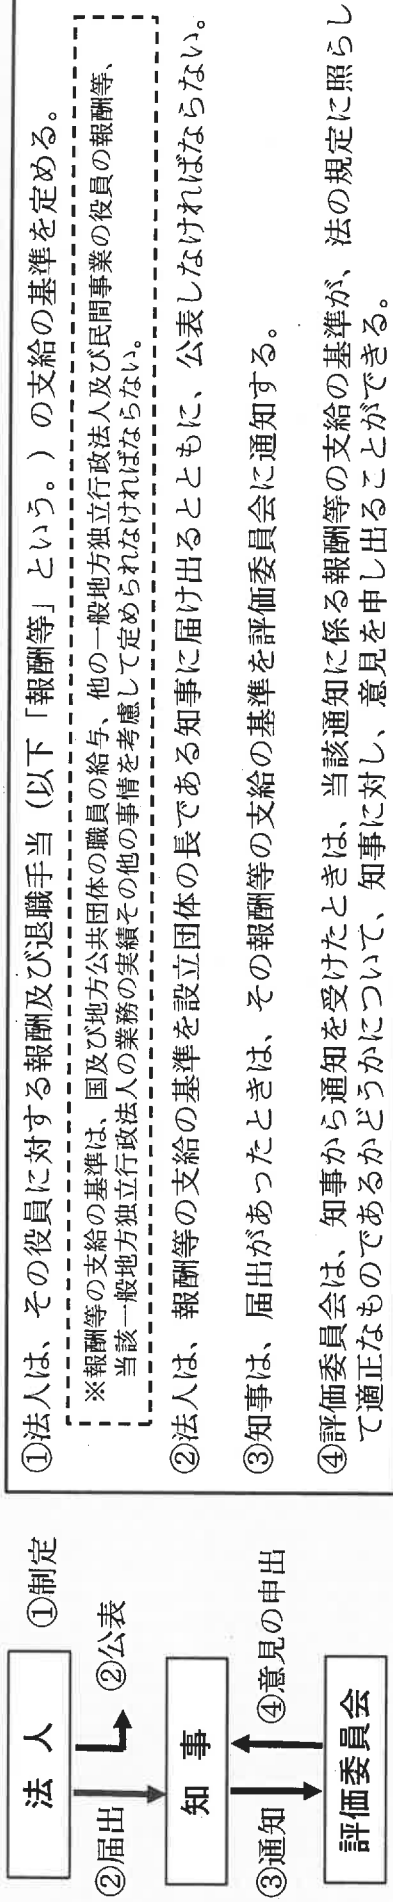 法人
①制定
②届出
②公表
知事
③通知
④意見の申出
評価委員会
①法人は、その役員に対する報酬及び退職手当（以下「報酬等」という。）の支給の基準を定める。
※報酬等の支給の基準は、国及び地方公共団体の職員の給与、他の一般地方独立行政法人及び民間事業の役員の報酬等、
当該一般地方独立行政法人の業務の実績その他の事情を考慮して定められなければならない。
②法人は、報酬等の支給の基準を設立団体の長である知事に届け出るとともに、公表しなければならない。
③知事は、届出があったときは、その報酬等の支給の基準を評価委員会に通知する。
④評価委員会は、知事から通知を受けたときは、当該通知に係る報酬等の支給の基準が、法の規定に照らし
て適正なものであるかどうかについて、知事に対し、意見を申し出ることができる。